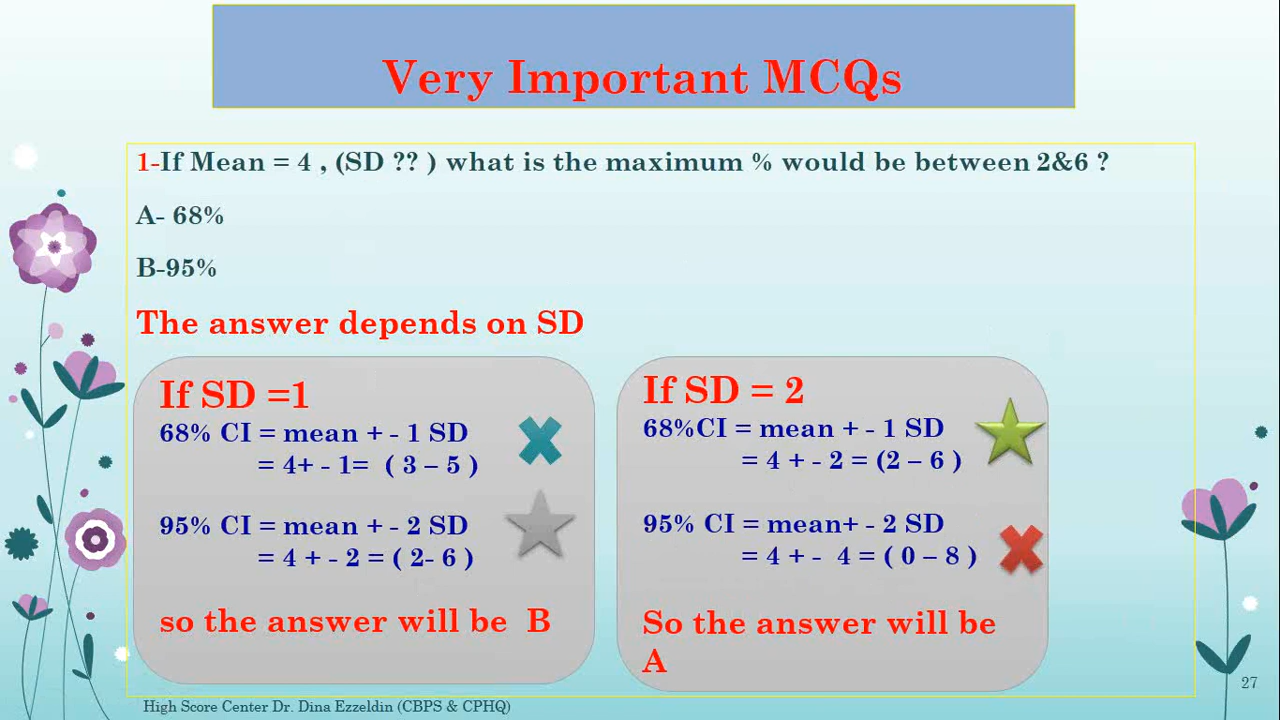 Very Important MCQs
1-If Mean = 4 , (SD ?? ) what is the maximum % would be between 2&6 ?
A- 68%
B-95%
The answer depends on SD
If SD =1
68% CI = mean + - 1 SD
= 4+ - 1= ( 3 – 5 )
95% CI = mean + - 2 SD
= 4 + - 2 = ( 2- 6 )
so the answer will be B
If SD = 2
68%CI = mean + - 1 SD
= 4 + - 2 = (2 – 6 )
95% CI = mean+ - 2 SD
= 4 + - 4 = ( 0 – 8 )
So the answer will be
A
High Score Center Dr. Dina Ezzeldin (CBPS & CPHQ)
27